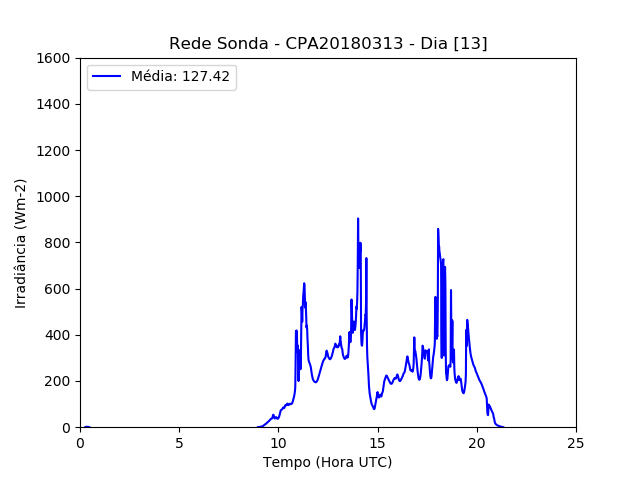 Rede Sonda - CPA20180313 - Dia [13]
Média: 127.42
1600
1400
1200
1000
800
600
400
200
0
Irradiância (Wm-2)
0 5 10 15 20 25
Tempo (Hora UTC)